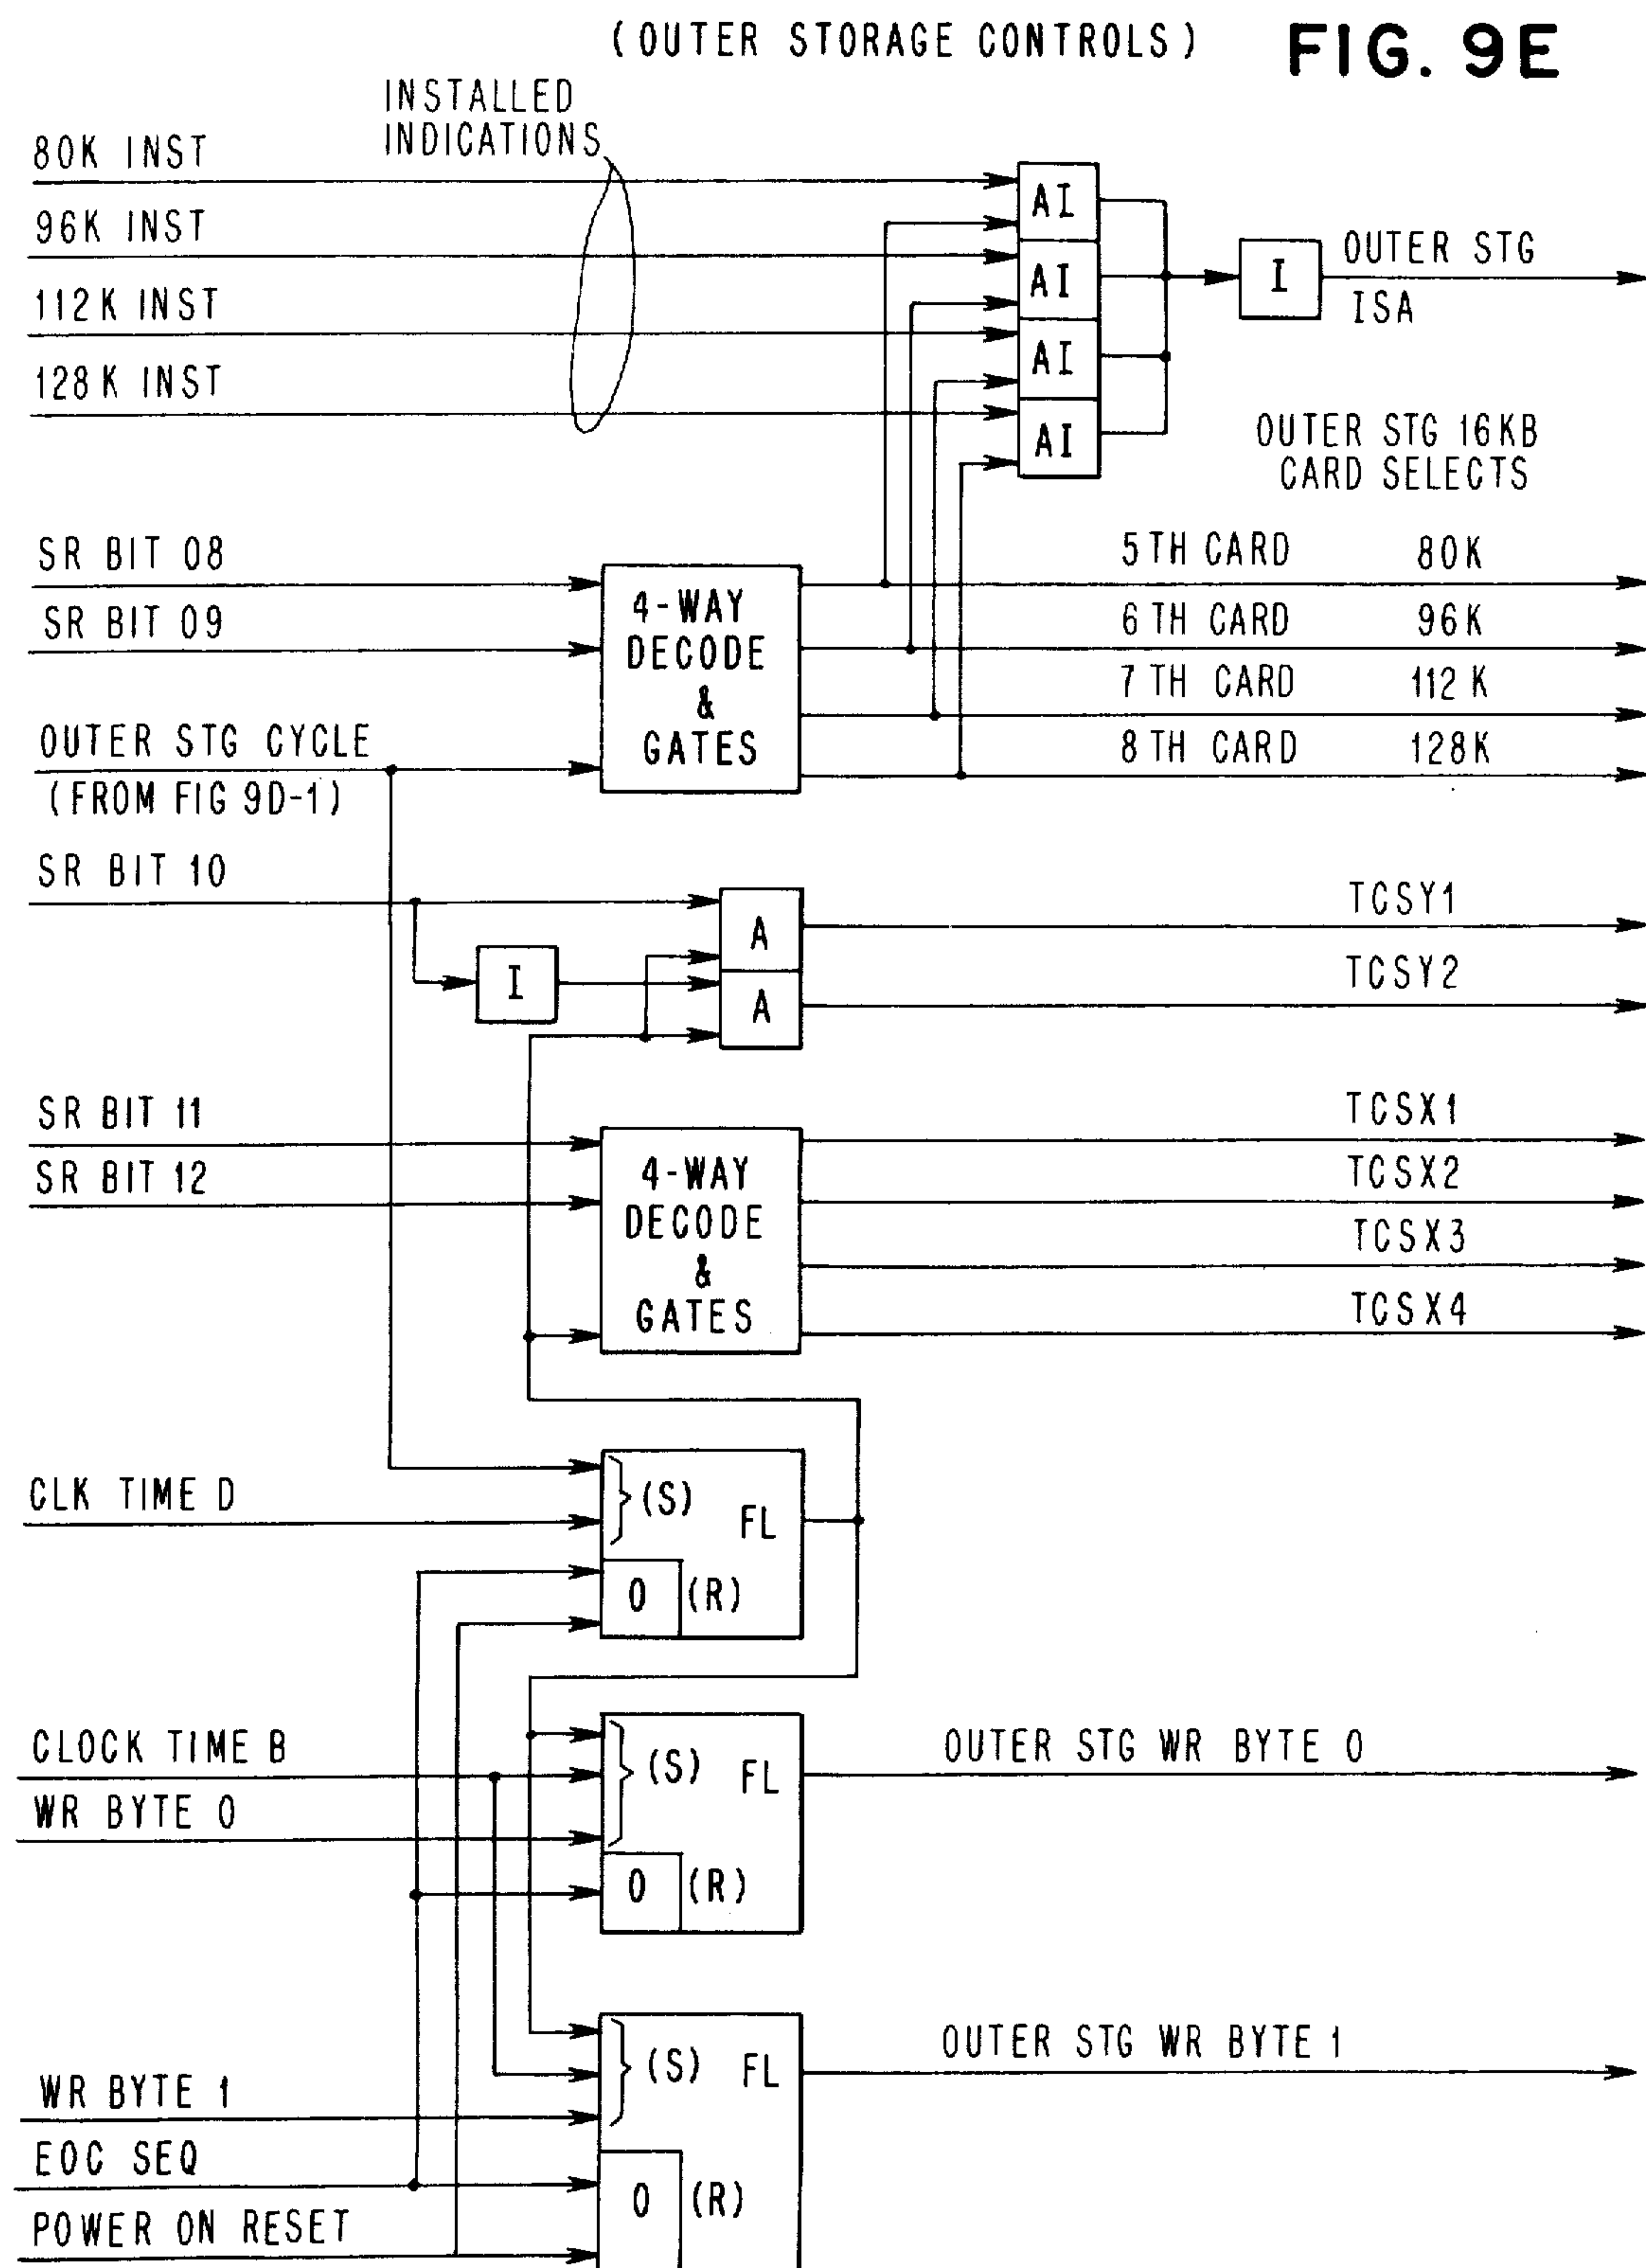 (OUTER STORAGE CONTROLS) FIG. 9E
INSTALLED
INDICATIONS
80K INST
96K INST
112K INST
128K INST
AI
AI
AI
AI
I
OUTER STG
ISA
OUTER STG 16KB
CARD SELECTS
SR BIT 08
SR BIT 09
OUTER STG CYCLE
(FROM FIG 9D-1)
4-WAY
DECODE
&
GATES
5TH CARD 80K
6TH CARD 96K
7TH CARD 112K
8TH CARD 128K
SR BIT 10
I
A
A
TCSY1
TCSY2
SR BIT 11
SR BIT 12
4-WAY
DECODE
&
GATES
TCSX1
TCSX2
TCSX3
TCSX4
CLK TIME D
(S) FL
O (R)
CLOCK TIME B
WR BYTE 0
(S) FL
O (R)
OUTER STG WR BYTE 0
WR BYTE 1
EOC SEQ
POWER ON RESET
(S) FL
O (R)
OUTER STG WR BYTE 1